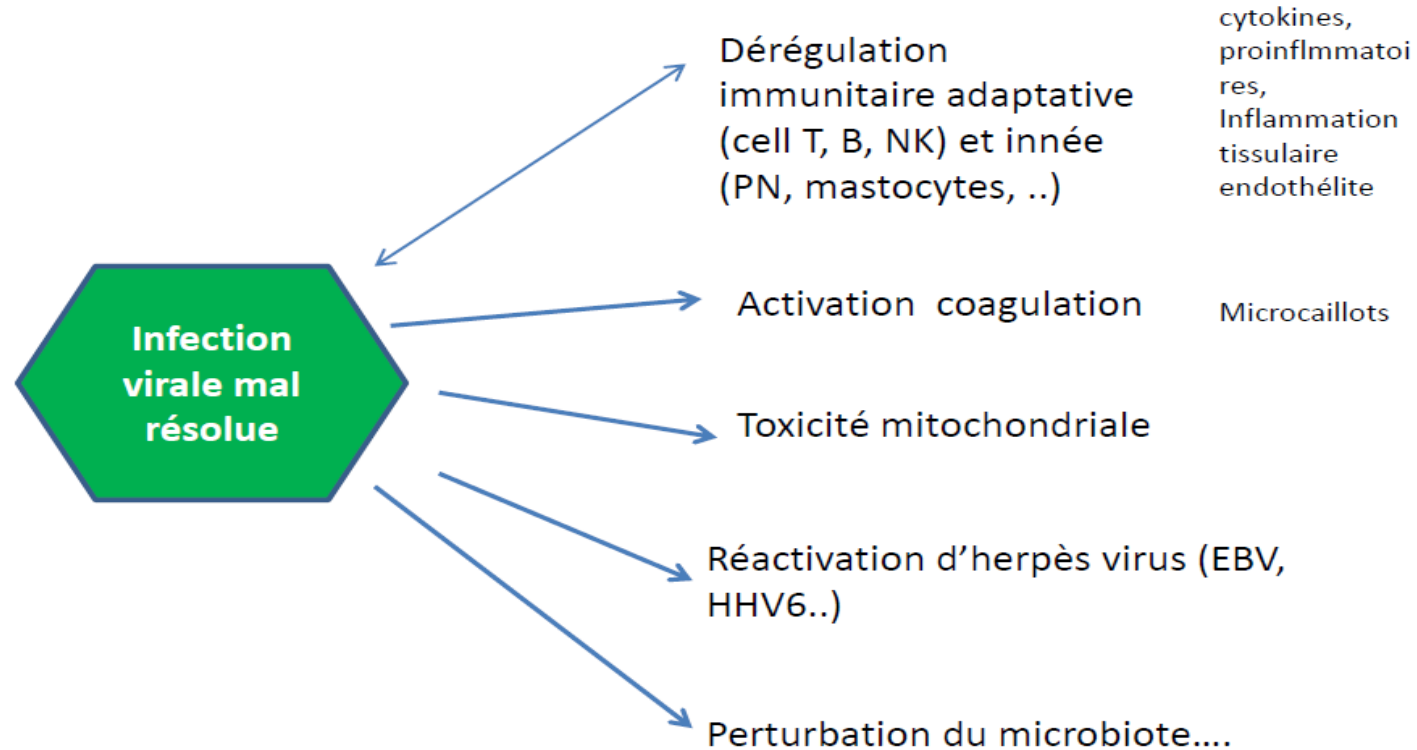 cytokines,
proinflmmatoi
res,
Inflammation
tissulaire
endothélite
Dérégulation
immunitaire adaptative
(cell T, B, NK) et innée
(PN, mastocytes, ..)
Activation  coagulation
Microcaillots
Infection
virale mal
résolue
Toxicité mitochondriale
Réactivation d’herpès virus (EBV,
HHV6..)
Perturbation du microbiote....